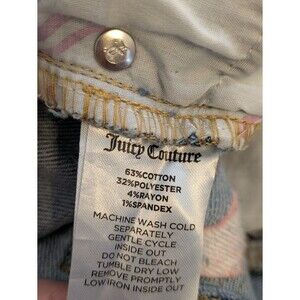 Juicy Couture
63%COTTON
32%POLYESTER
4%RAYON
1%SPANDEX
MACHINE WASH COLD
SEPARATELY
GENTLE CYCLE
INSIDE OUT
DO NOT BLEACH
TUMBLE DRY LOW
REMOVE PROMPTLY
LOW IRON INSIDE OUT